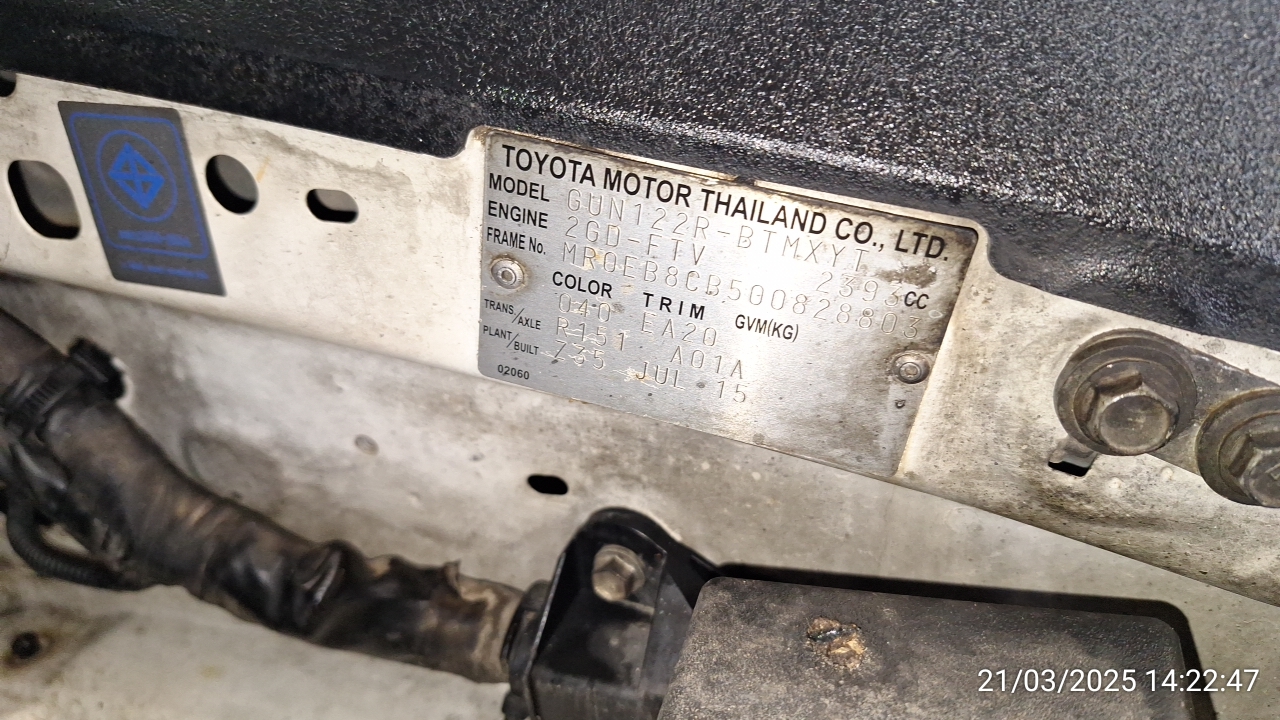 TOYOTA MOTOR THAILAND CO., LTD.
MODEL GUN122R-BTMXYT
ENGINE 2GD-FTV 2393 CC
FRAME No. MR0EB8CB500828803
COLOR TRIM GVM(KG)
040 EA20
TRANS/AXLE R151 A01A
PLANT/BUILT Z35 JUL 15
02060
21/03/2025 14:22:47